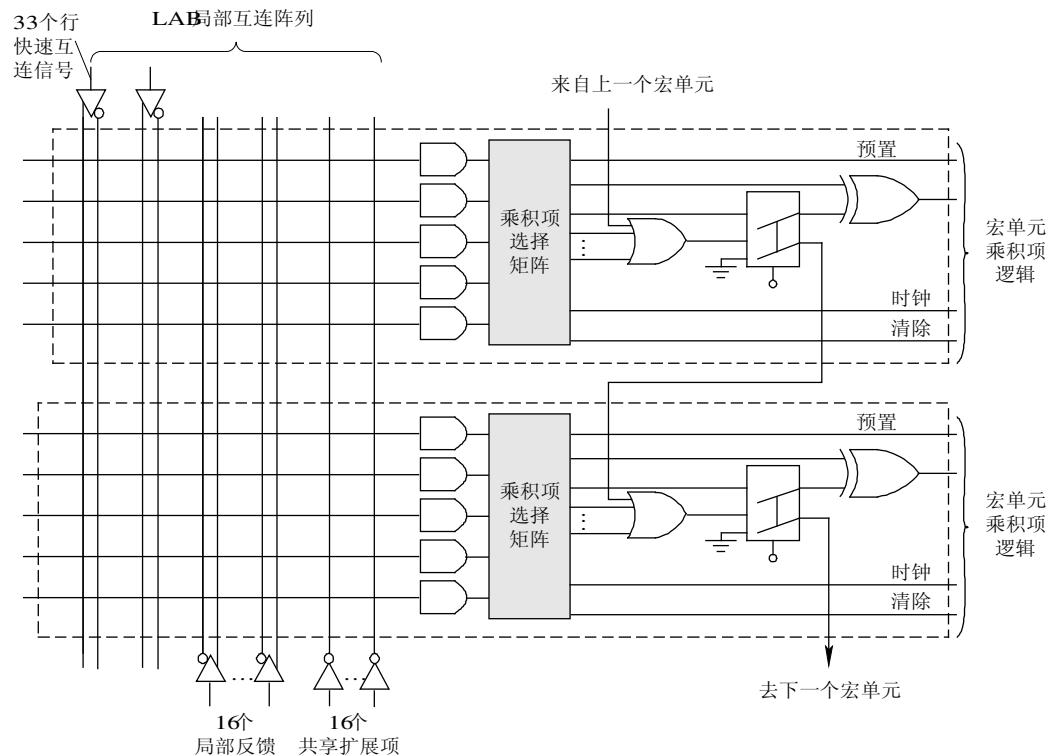 33个行
快速互
连信号
LAB局部互连阵列
来自上一个宏单元
乘积项
选择
矩阵
预置
时钟
清除
宏单元
乘积项
逻辑
乘积项
选择
矩阵
预置
时钟
清除
宏单元
乘积项
逻辑
16个
局部反馈
16个
共享扩展项
去下一个宏单元